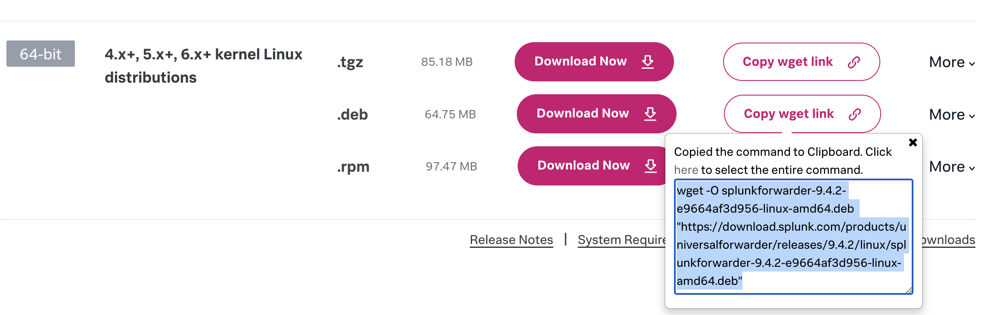 64-bit
4.x+, 5.x+, 6.x+ kernel Linux
distributions
.tgz
85.18 MB
Download Now
Copy wget link
More
.deb
64.75 MB
Download Now
Copy wget link
More
.rpm
97.47 MB
Download Now
More
Copied the command to Clipboard. Click
here to select the entire command.
wget -O splunkforwarder-9.4.2-
e9664af3d956-linux-amd64.deb
"https://download.splunk.com/products/u
niversalforwarder/releases/9.4.2/linux/spl
unkforwarder-9.4.2-e9664af3d956-linux-
amd64.deb"
Release Notes | System Require
ownloads